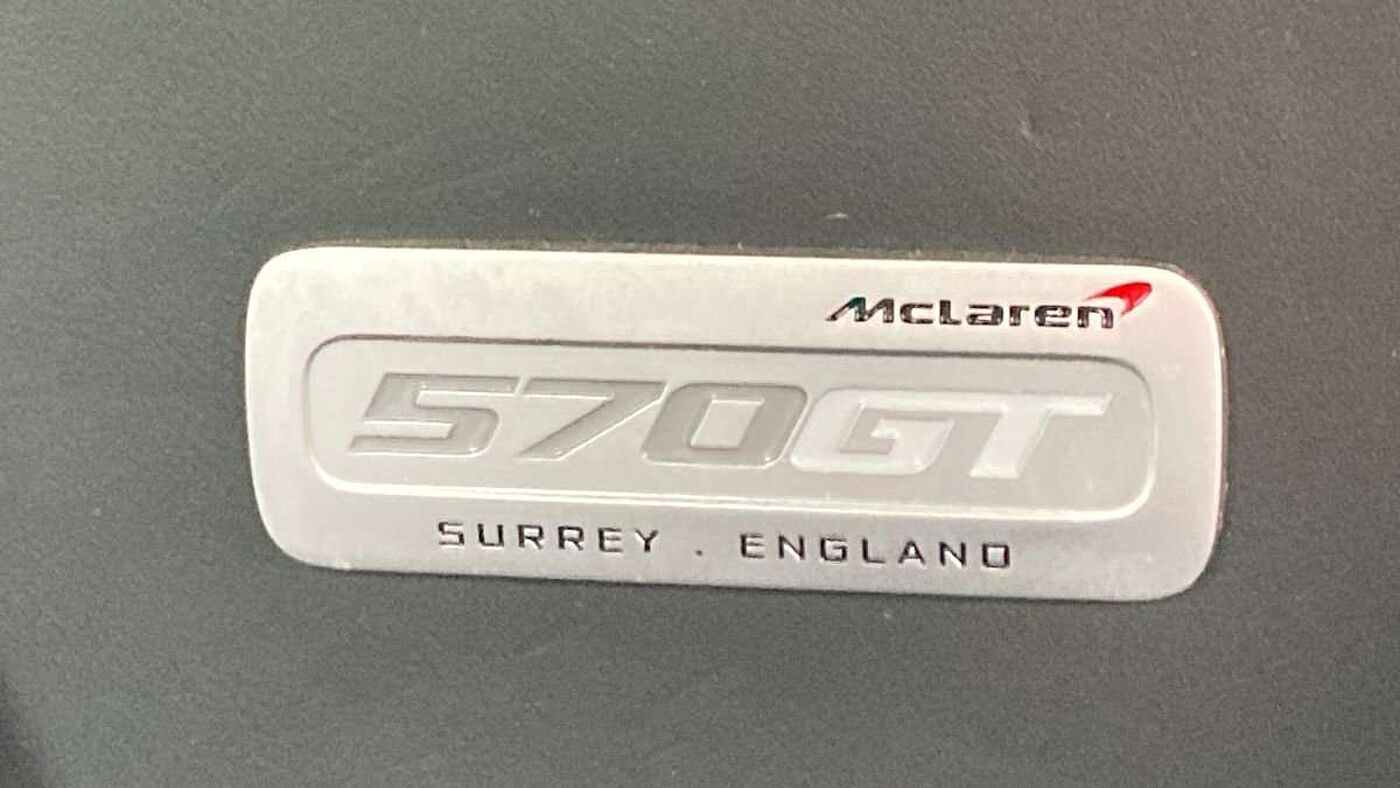 McLaren
570GT
SURREY . ENGLAND